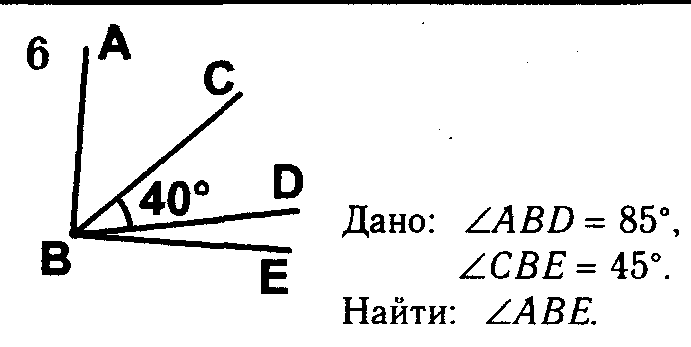 6
A
C
40°
D
B
E
Дано: ∠ABD = 85°,
∠CBE = 45°.
Найти: ∠ABE.